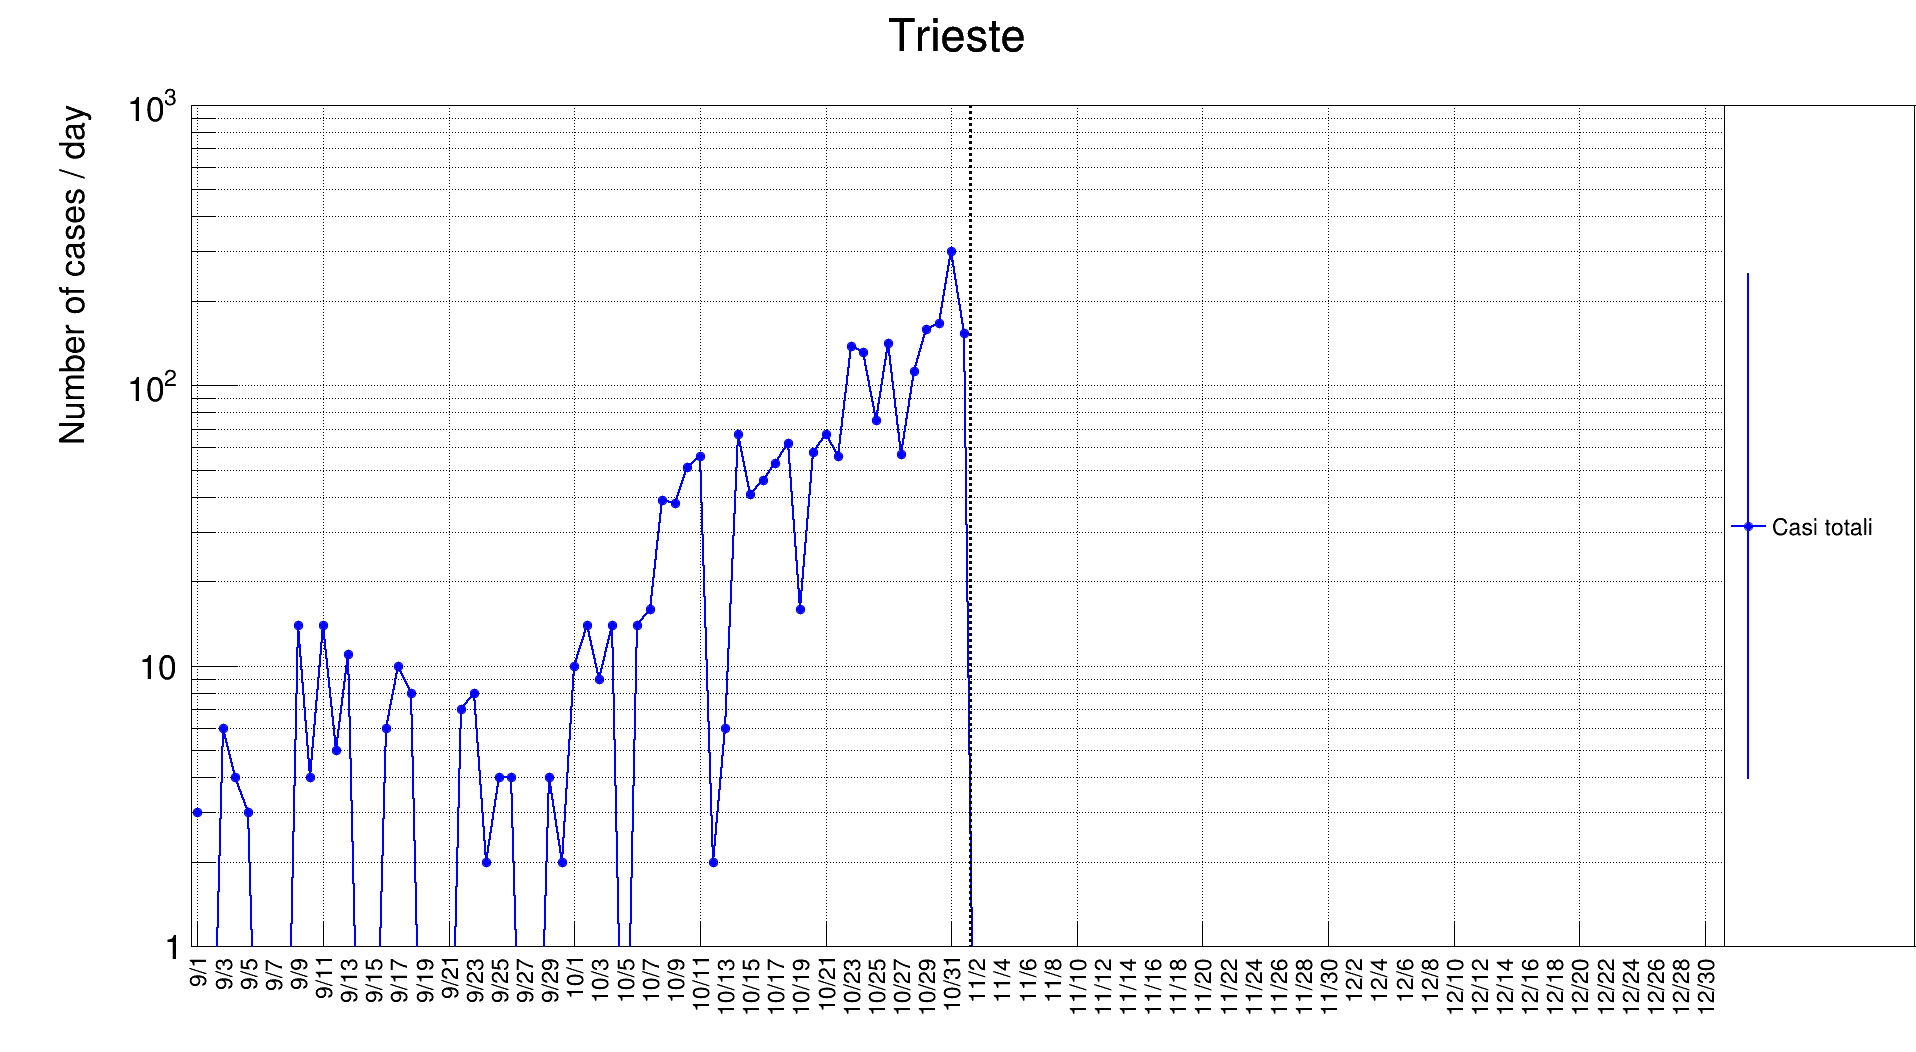 Trieste
Number of cases / day
10³
10²
10
1
9/1 9/3 9/5 9/7 9/9 9/11 9/13 9/15 9/17 9/19 9/21 9/23 9/25 9/27 9/29 10/1 10/3 10/5 10/7 10/9 10/11 10/13 10/15 10/17 10/19 10/21 10/23 10/25 10/27 10/29 10/31 11/2 11/4 11/6 11/8 11/10 11/12 11/14 11/16 11/18 11/20 11/22 11/24 11/26 11/28 11/30 12/2 12/4 12/6 12/8 12/10 12/12 12/14 12/16 12/18 12/20 12/22 12/24 12/26 12/28 12/30
Casi totali